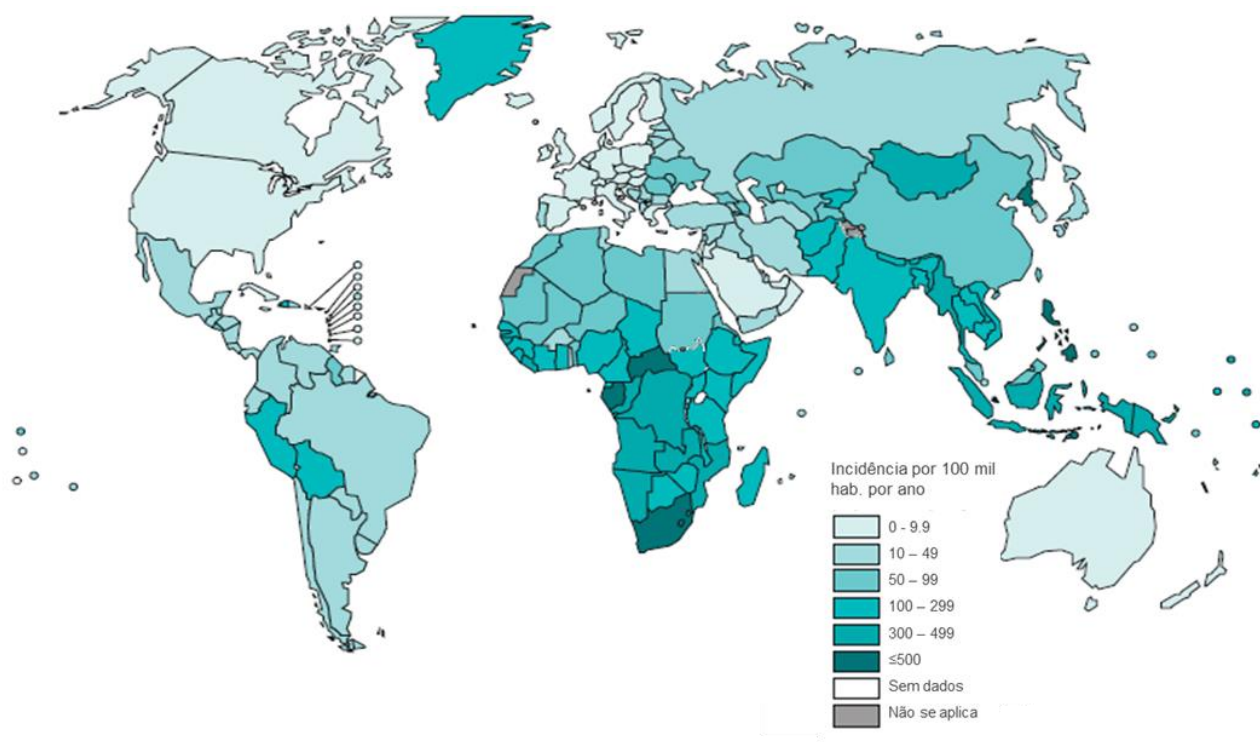 Incidência por 100 mil
hab. por ano
0 - 9.9
10 – 49
50 – 99
100 – 299
300 – 499
≤500
Sem dados
Não se aplica